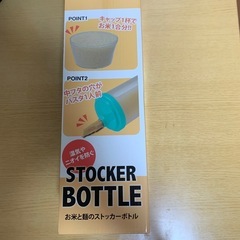 POINT1
キャップ1杯で
お米1合分!!
POINT2
中フタの穴が
パスタ1人前
湿気や
ニオイを防ぐ
STOCKER
BOTTLE
お米と麺のストッカーボトル